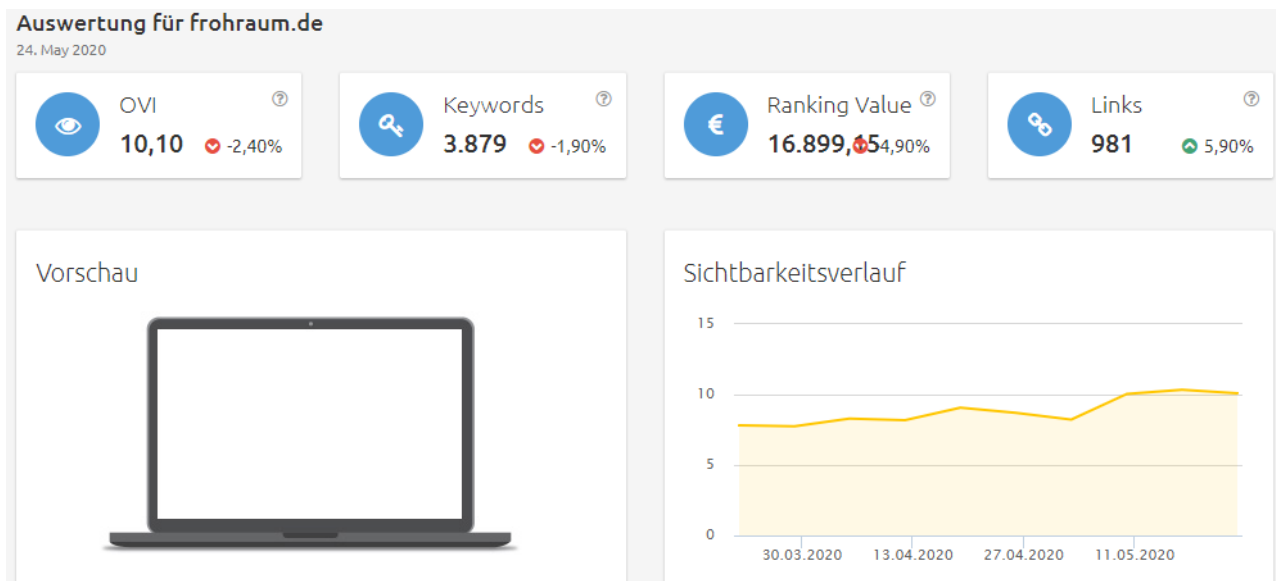 Auswertung für frohraum.de
24. May 2020
OVI
10,10 -2,40%
Keywords
3.879 -1,90%
Ranking Value
16.899,15 4,90%
Links
981 5,90%
Vorschau
Sichtbarkeitsverlauf
15
10
5
0
30.03.2020 13.04.2020 27.04.2020 11.05.2020